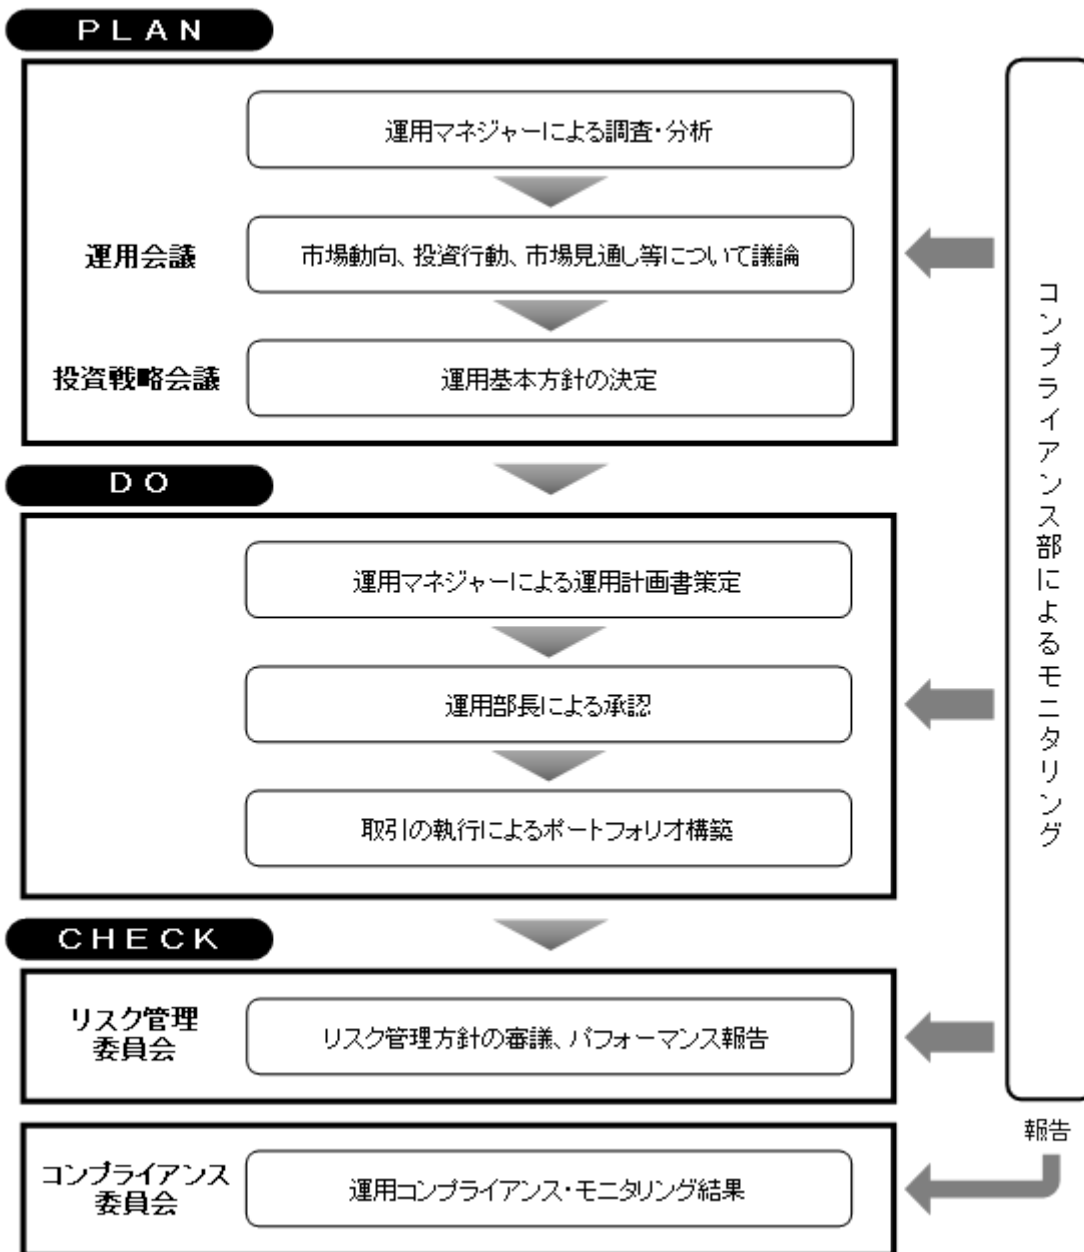 PLAN
運用マネジャーによる調査・分析
運用会議
市場動向、投資行動、市場見通し等について議論
投資戦略会議
運用基本方針の決定
DO
運用マネジャーによる運用計画書策定
運用部長による承認
取引の執行によるポートフォリオ構築
CHECK
リスク管理
委員会
リスク管理方針の審議、パフォーマンス報告
コンプライアンス
委員会
運用コンプライアンス・モニタリング結果
コンプライアンス部によるモニタリング
報告